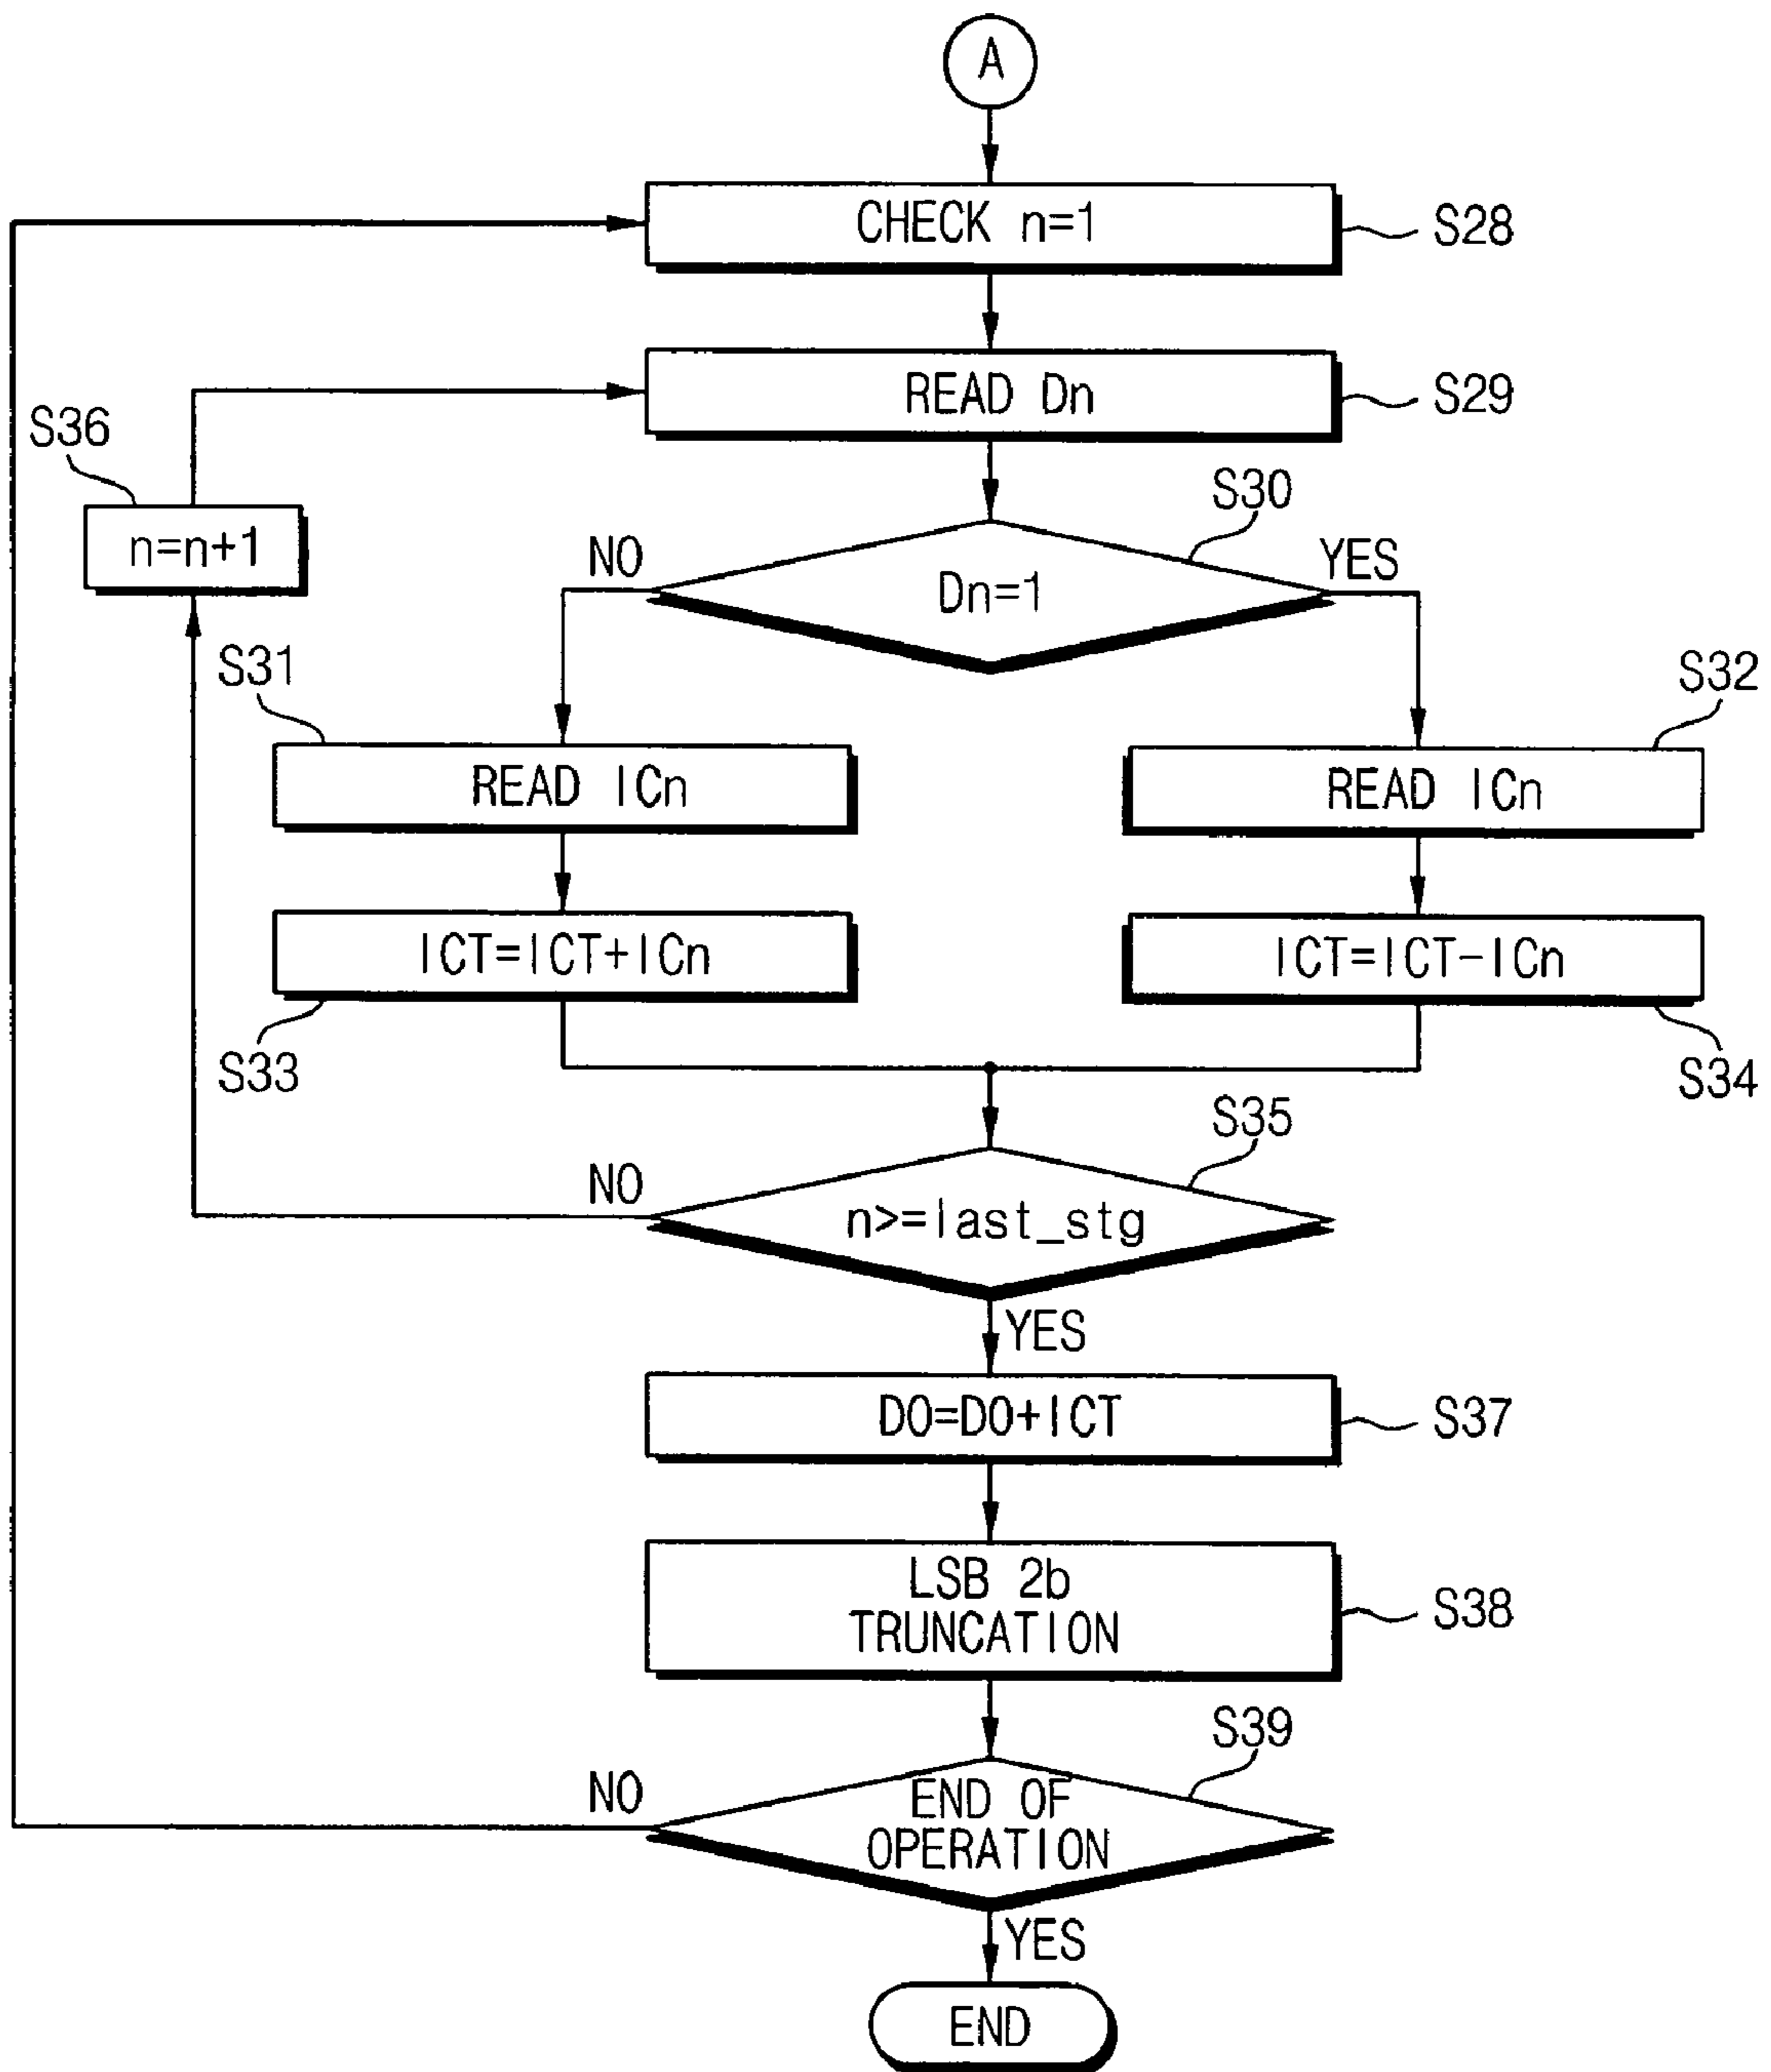 A
CHECK n=1
S28
READ Dn
S29
S36
n=n+1
S30
NO
YES
Dn=1
S31
S32
READ ICn
READ ICn
ICT=ICT+ICn
ICT=ICT-ICn
S33
S34
S35
NO
n>=last_stg
YES
DO=DO+ICT
S37
LSB 2b
TRUNCATION
S38
S39
NO
END OF
OPERATION
YES
END